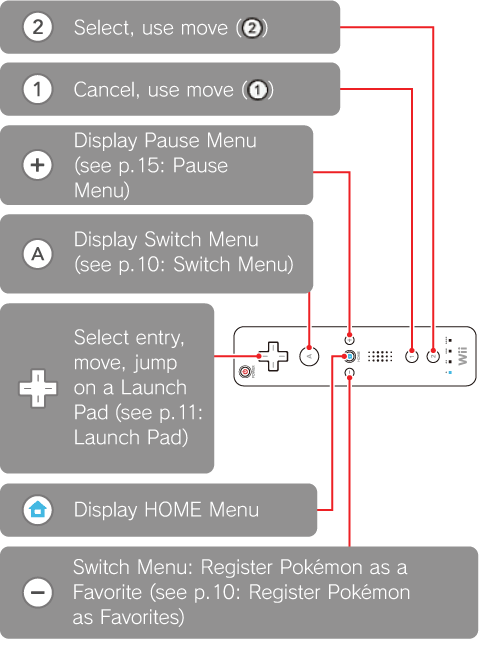 2 Select, use move (2)
1 Cancel, use move (1)
+ Display Pause Menu
(see p.15: Pause
Menu)
A Display Switch Menu
(see p.10: Switch Menu)
Select entry,
move, jump
on a Launch
Pad (see p.11:
Launch Pad)
Display HOME Menu
− Switch Menu: Register Pokémon as a
Favorite (see p.10: Register Pokémon
as Favorites)
A
1
2
Wii